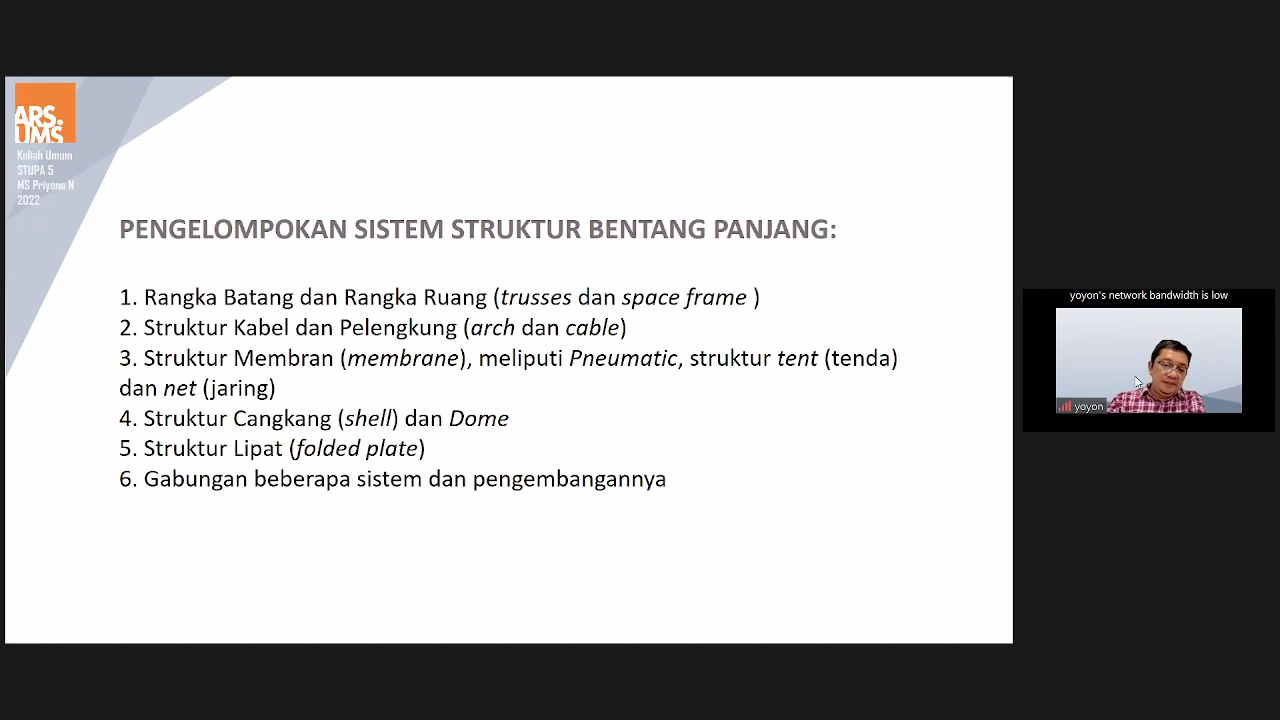 ARS.
UMS
Kuliah Umum
STUPA 5
MS Priyono N
2022
PENGELOMPOKAN SISTEM STRUKTUR BENTANG PANJANG:
1. Rangka Batang dan Rangka Ruang (trusses dan space frame )
2. Struktur Kabel dan Pelengkung (arch dan cable)
3. Struktur Membran (membrane), meliputi Pneumatic, struktur tent (tenda)
dan net (jaring)
4. Struktur Cangkang (shell) dan Dome
5. Struktur Lipat (folded plate)
6. Gabungan beberapa sistem dan pengembangannya
yoyon's network bandwidth is low
yoyon